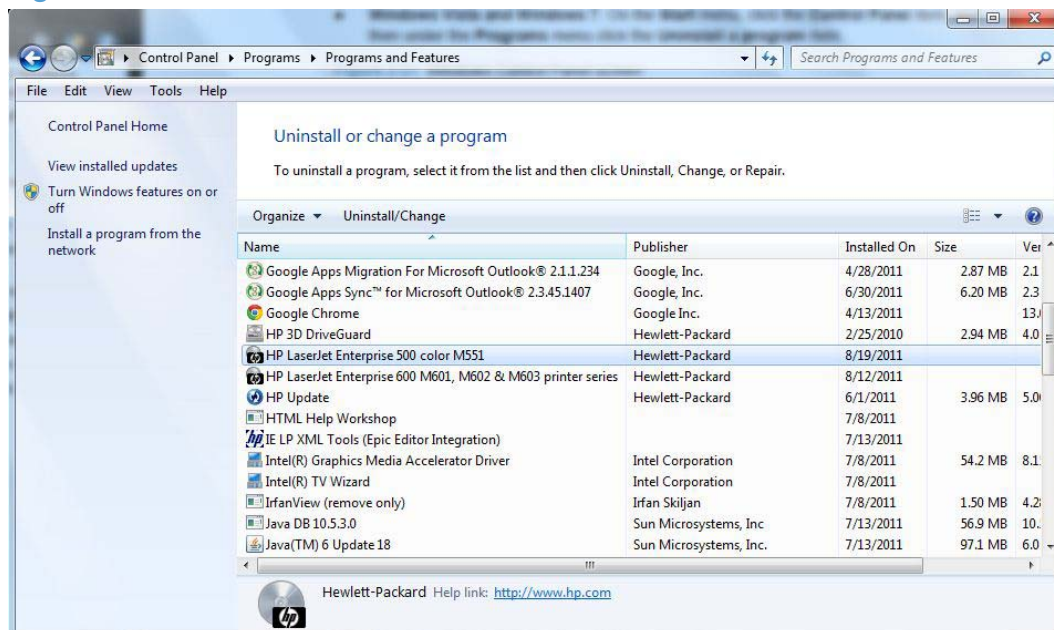 Control Panel ▸ Programs ▸ Programs and Features
Search Programs and Features
File Edit View Tools Help
Control Panel Home
View installed updates
Turn Windows features on or
off
Install a program from the
network
Uninstall or change a program
To uninstall a program, select it from the list and then click Uninstall, Change, or Repair.
Organize Uninstall/Change
Name Publisher Installed On Size Ver
Google Apps Migration For Microsoft Outlook® 2.1.1.234 Google, Inc. 4/28/2011 2.87 MB 2.1
Google Apps Sync™ for Microsoft Outlook® 2.3.45.1407 Google, Inc. 6/30/2011 6.20 MB 2.3
Google Chrome Google Inc. 4/13/2011 13.
HP 3D DriveGuard Hewlett-Packard 2/25/2010 2.94 MB 4.0
HP LaserJet Enterprise 500 color M551 Hewlett-Packard 8/19/2011
HP LaserJet Enterprise 600 M601, M602 & M603 printer series Hewlett-Packard 8/12/2011
HP Update Hewlett-Packard 6/1/2011 3.96 MB 5.0
HTML Help Workshop 7/8/2011
IE LP XML Tools (Epic Editor Integration) 7/13/2011
Intel(R) Graphics Media Accelerator Driver Intel Corporation 7/8/2011 54.2 MB 8.1
Intel(R) TV Wizard Intel Corporation 7/8/2011
IrfanView (remove only) Irfan Skiljan 7/8/2011 1.50 MB 4.2
Java DB 10.5.3.0 Sun Microsystems, Inc 7/13/2011 56.9 MB 10.
Java(TM) 6 Update 18 Sun Microsystems, Inc. 7/13/2011 97.1 MB 6.0
Hewlett-Packard Help link: http://www.hp.com
hp